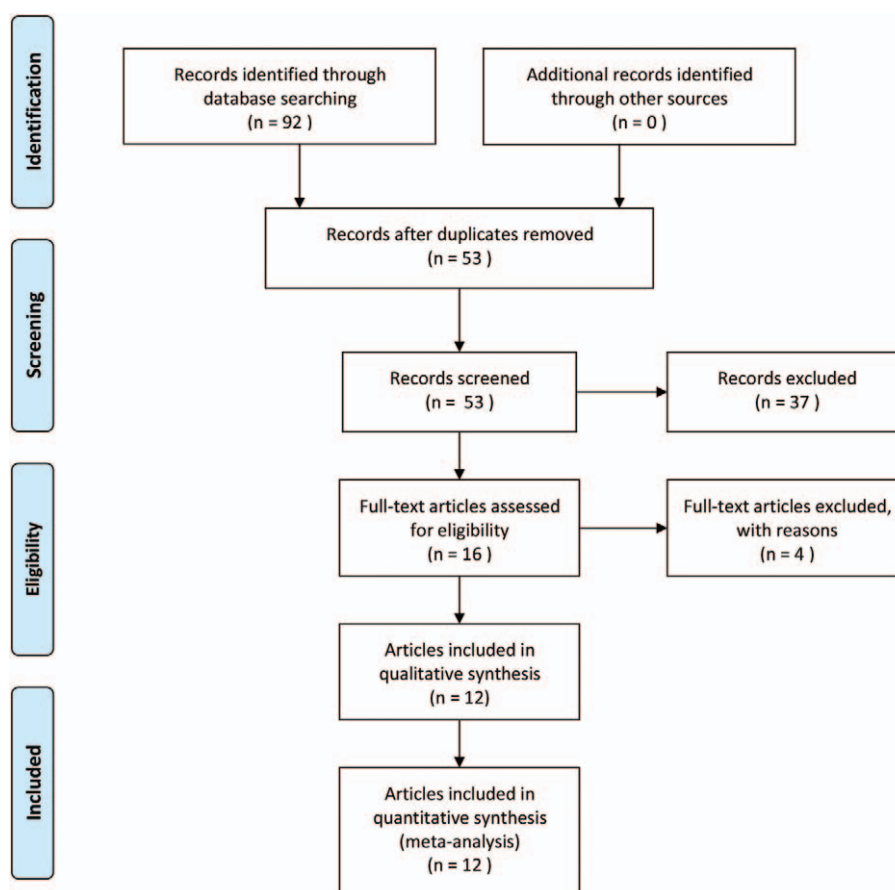 Identification
Records identified through
database searching
(n = 92 )
Additional records identified
through other sources
(n = 0 )
Records after duplicates removed
(n = 53 )
Screening
Records screened
(n = 53 )
Records excluded
(n = 37 )
Eligibility
Full-text articles assessed
for eligibility
(n = 16 )
Full-text articles excluded,
with reasons
(n = 4 )
Articles included in
qualitative synthesis
(n = 12)
Included
Articles included in
quantitative synthesis
(meta-analysis)
(n = 12 )